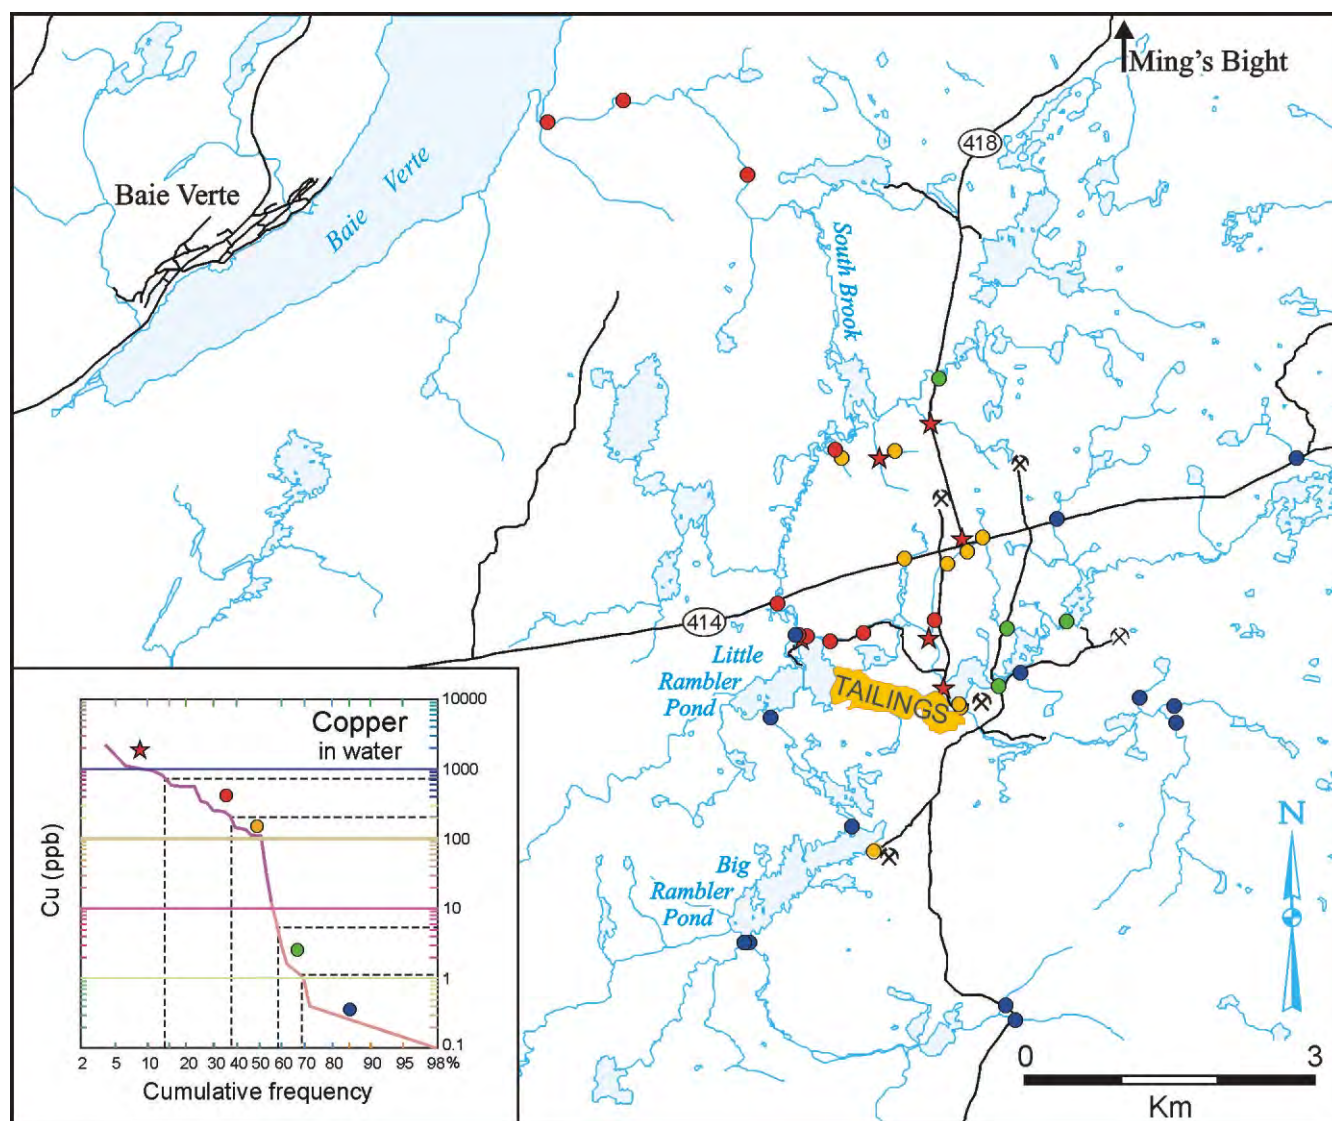 Ming's Bight
418
Baie Verte
Baie Verte
South Brook
414
Little
Rambler
Pond
TAILINGS
Big
Rambler
Pond
N
0 3
Km
Copper
in water
Cu (ppb)
10000
1000
100
10
1
0.1
2 5 10 20 30 40 50 60 70 80 90 95 98%
Cumulative frequency